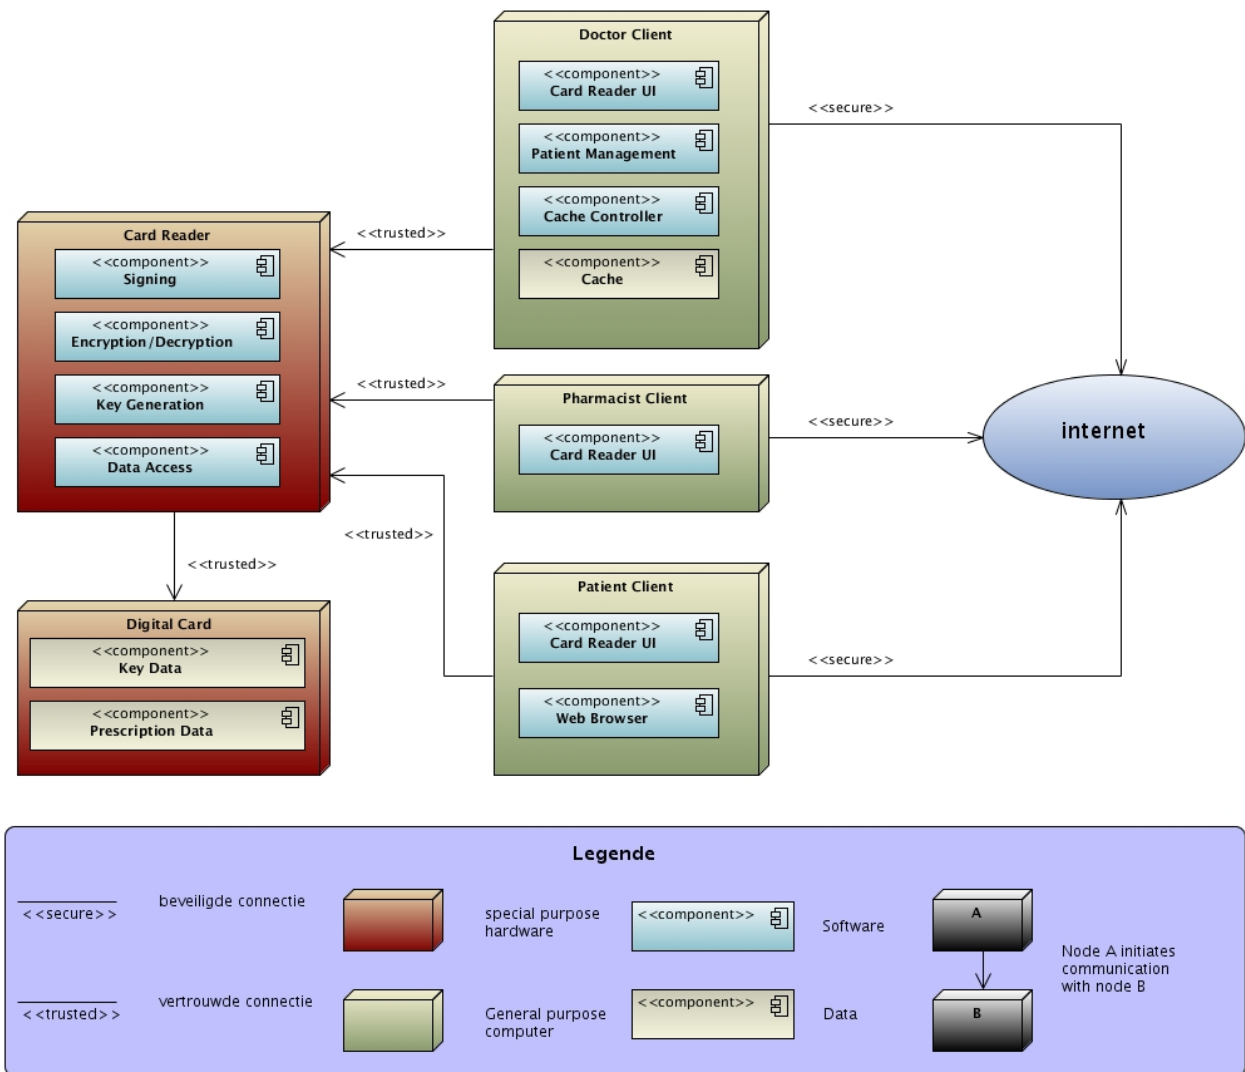 Doctor Client
<<component>>
Card Reader UI
<<component>>
Patient Management
<<component>>
Cache Controller
<<component>>
Cache
<<secure>>
<<trusted>>
Card Reader
<<component>>
Signing
<<component>>
Encryption/Decryption
<<component>>
Key Generation
<<component>>
Data Access
<<trusted>>
Pharmacist Client
<<component>>
Card Reader UI
<<secure>>
internet
<<trusted>>
<<trusted>>
Digital Card
<<component>>
Key Data
<<component>>
Prescription Data
Patient Client
<<component>>
Card Reader UI
<<component>>
Web Browser
<<secure>>
Legende
<<secure>>
beveiligde connectie
special purpose
hardware
<<component>>
Software
A
Node A initiates
communication
with node B
<<trusted>>
vertrouwde connectie
General purpose
computer
<<component>>
Data
B